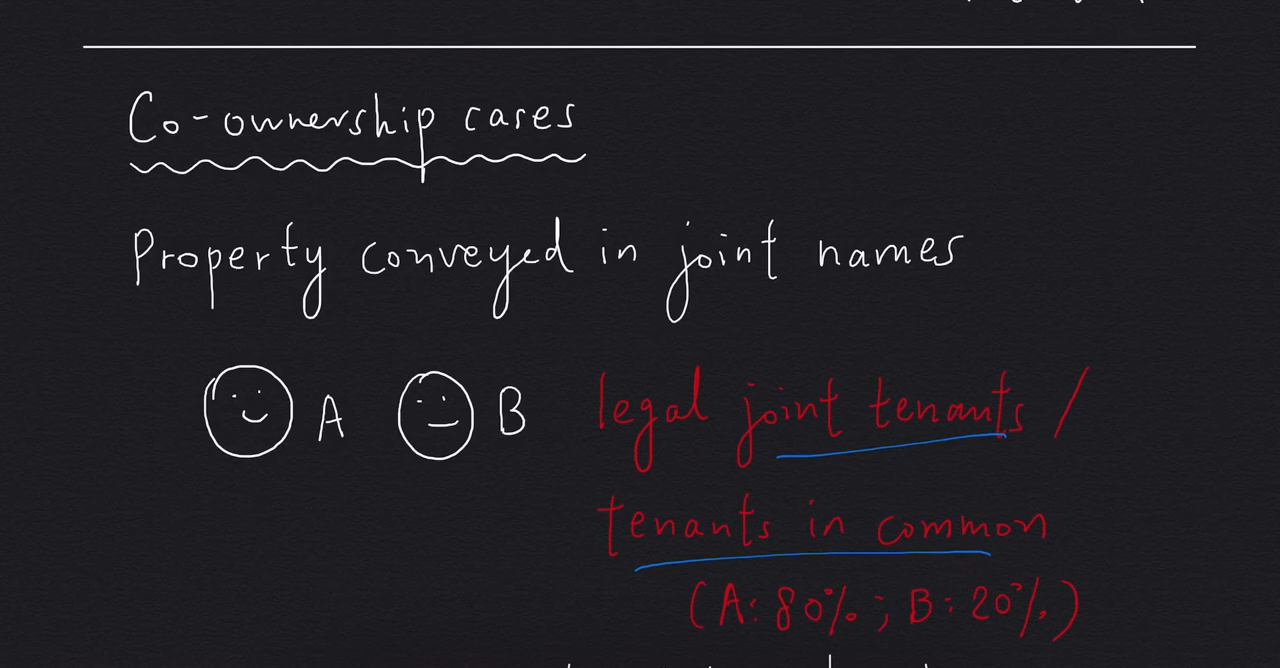 Co-ownership cases
Property conveyed in joint names
A B legal joint tenants /
tenants in common
(A: 80%; B: 20%)